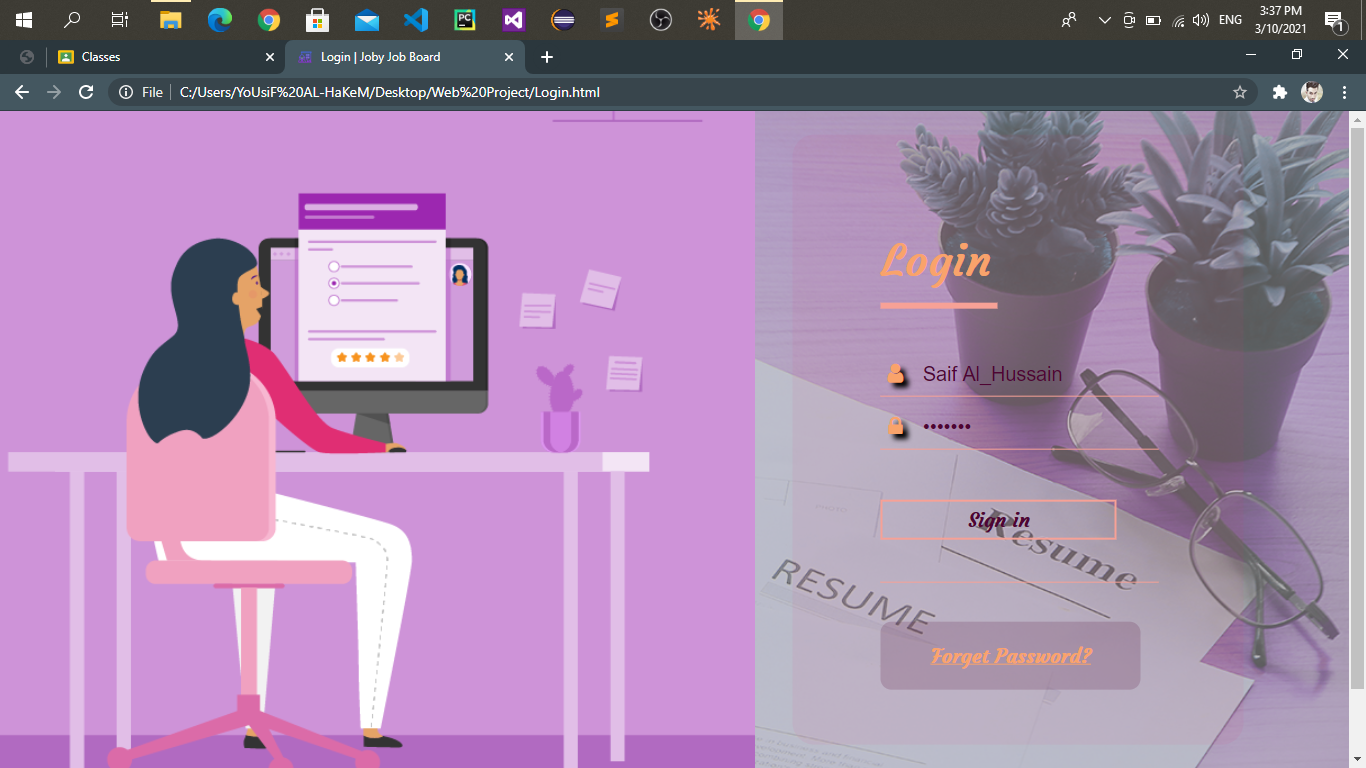 ENG
3:37 PM
3/10/2021
1
Classes
Login | Joby Job Board
File
C:/Users/YoUsiF%20AL-HaKeM/Desktop/Web%20Project/Login.html
Login
Saif Al_Hussain
•••••••
Sign in
Resume
RESUME
Forget Password?